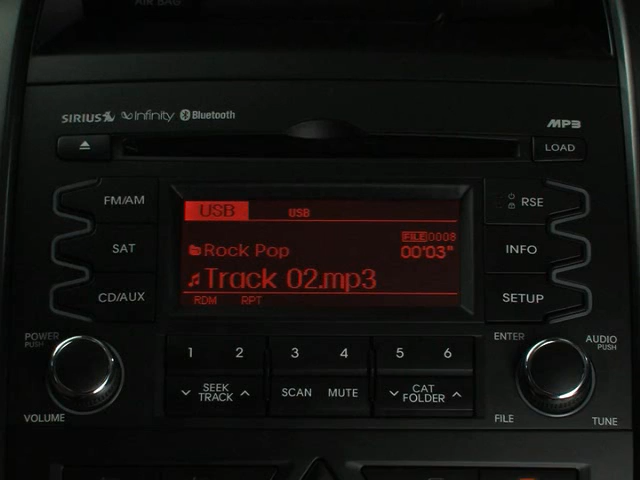 AIR BAG
SIRIUS infinity Bluetooth MP3
LOAD
FM/AM
SAT
CD/AUX
USB USB
FILE 0008
Rock Pop 00'03"
Track 02.mp3
RDM RPT
RSE
INFO
SETUP
POWER
PUSH
VOLUME
1 2 3 4 5 6
SEEK
TRACK
SCAN MUTE
CAT
FOLDER
ENTER
AUDIO
PUSH
FILE TUNE